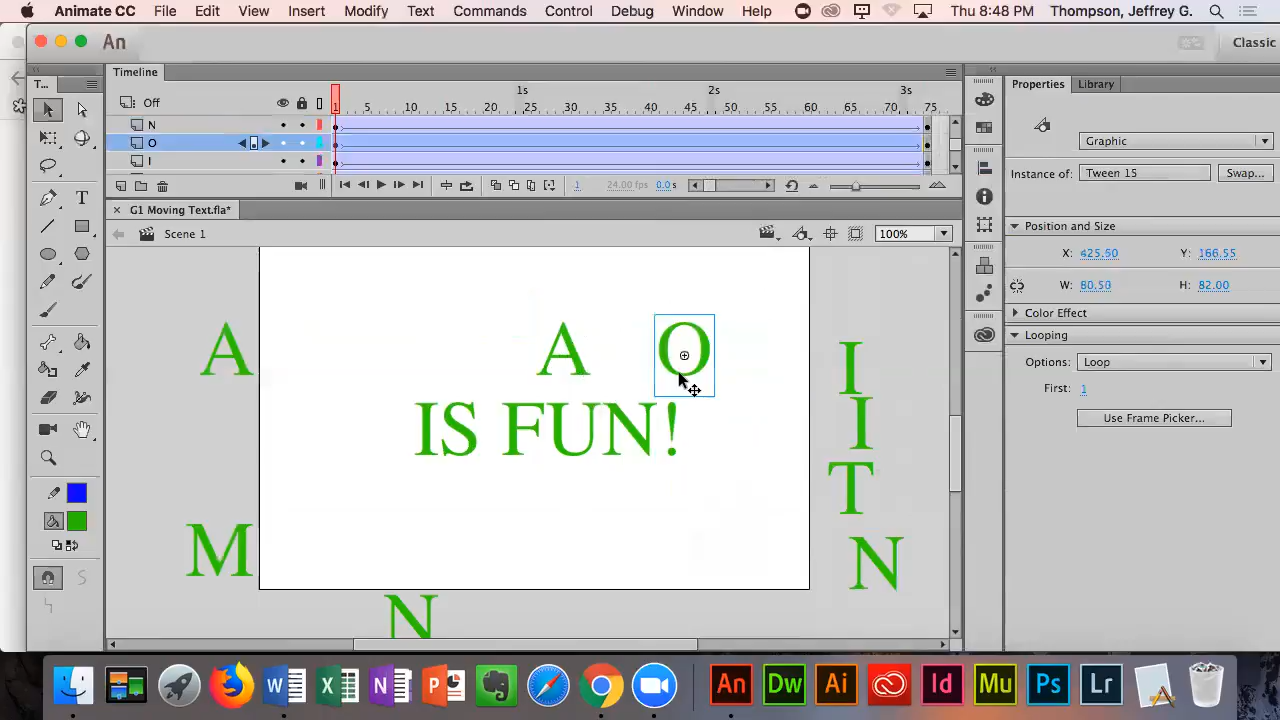 Animate CC File Edit View Insert Modify Text Commands Control Debug Window Help Thu 8:48 PM Thompson, Jeffrey G.
An Classic
T...
Timeline
Properties Library
1s 2s 3s
Off 1 5 10 15 20 25 30 35 40 45 50 55 60 65 70 75
N
O
I
1 24.00 fps 0.0 s
Graphic
Instance of: Tween 15 Swap...
G1 Moving Text.fla*
Scene 1 100%
Position and Size
X: 425.50 Y: 166.55
W: 80.50 H: 82.00
Color Effect
Looping
Options: Loop
First: 1
Use Frame Picker...
A A O I
IS FUN! I
T
M N
N
W X N P An Dw Ai Id Mu Ps Lr